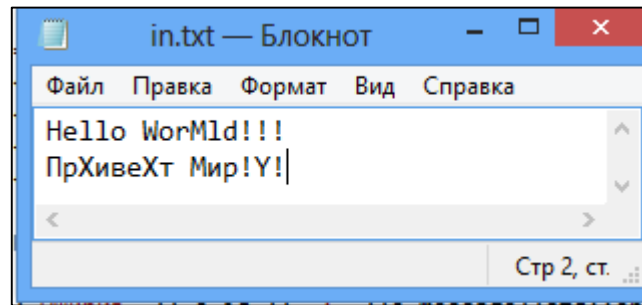 in.txt — Блокнот
Файл Правка Формат Вид Справка
Hello WorMld!!!
ПрХивеХт Мир!Y!
Стр 2, ст.